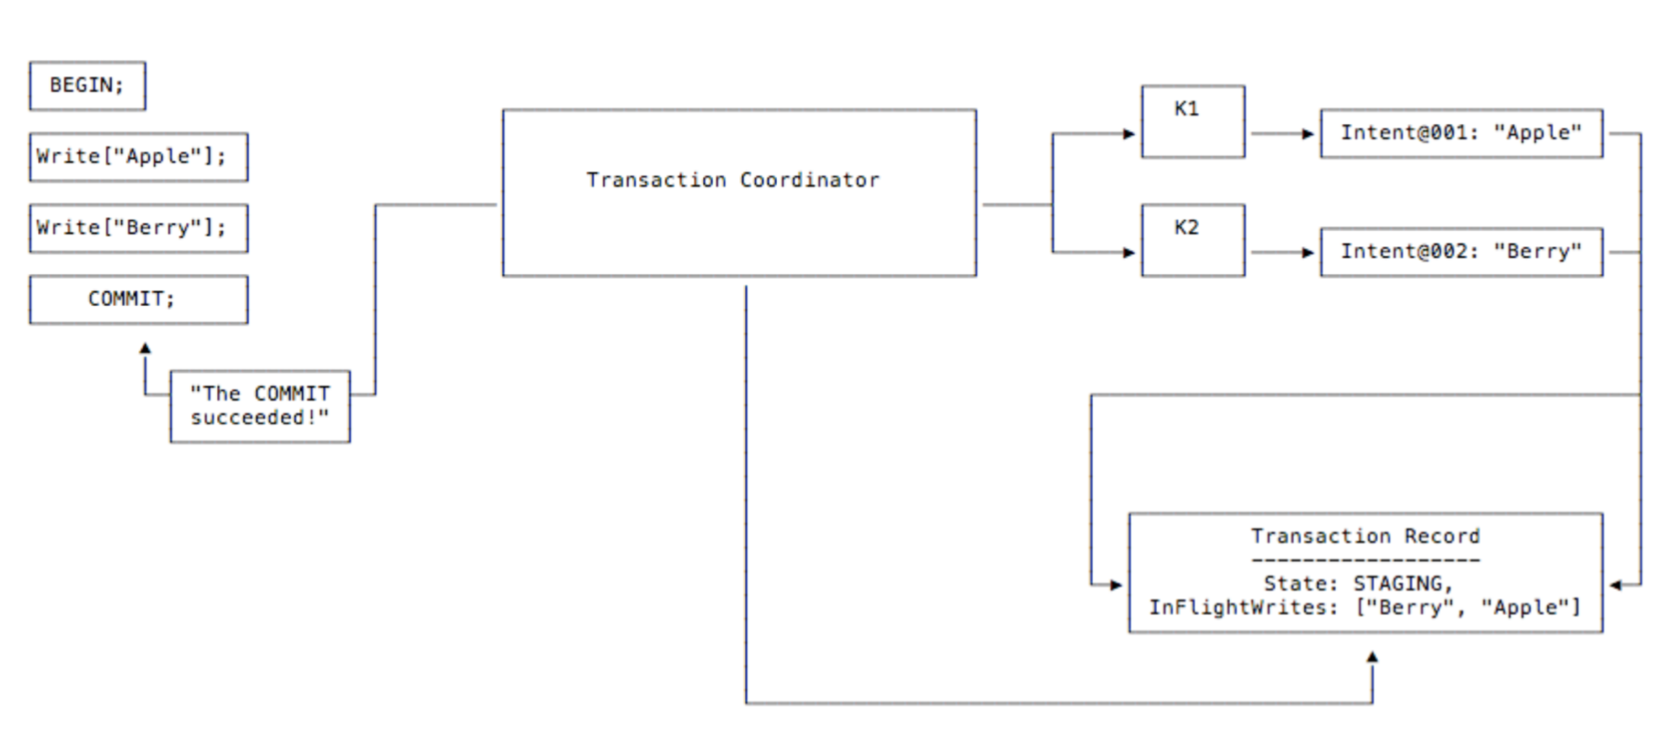 BEGIN;
Write["Apple"];
Write["Berry"];
COMMIT;
"The COMMIT
succeeded!"
Transaction Coordinator
K1
Intent@001: "Apple"
K2
Intent@002: "Berry"
Transaction Record
------------------
State: STAGING,
InFlightWrites: ["Berry", "Apple"]